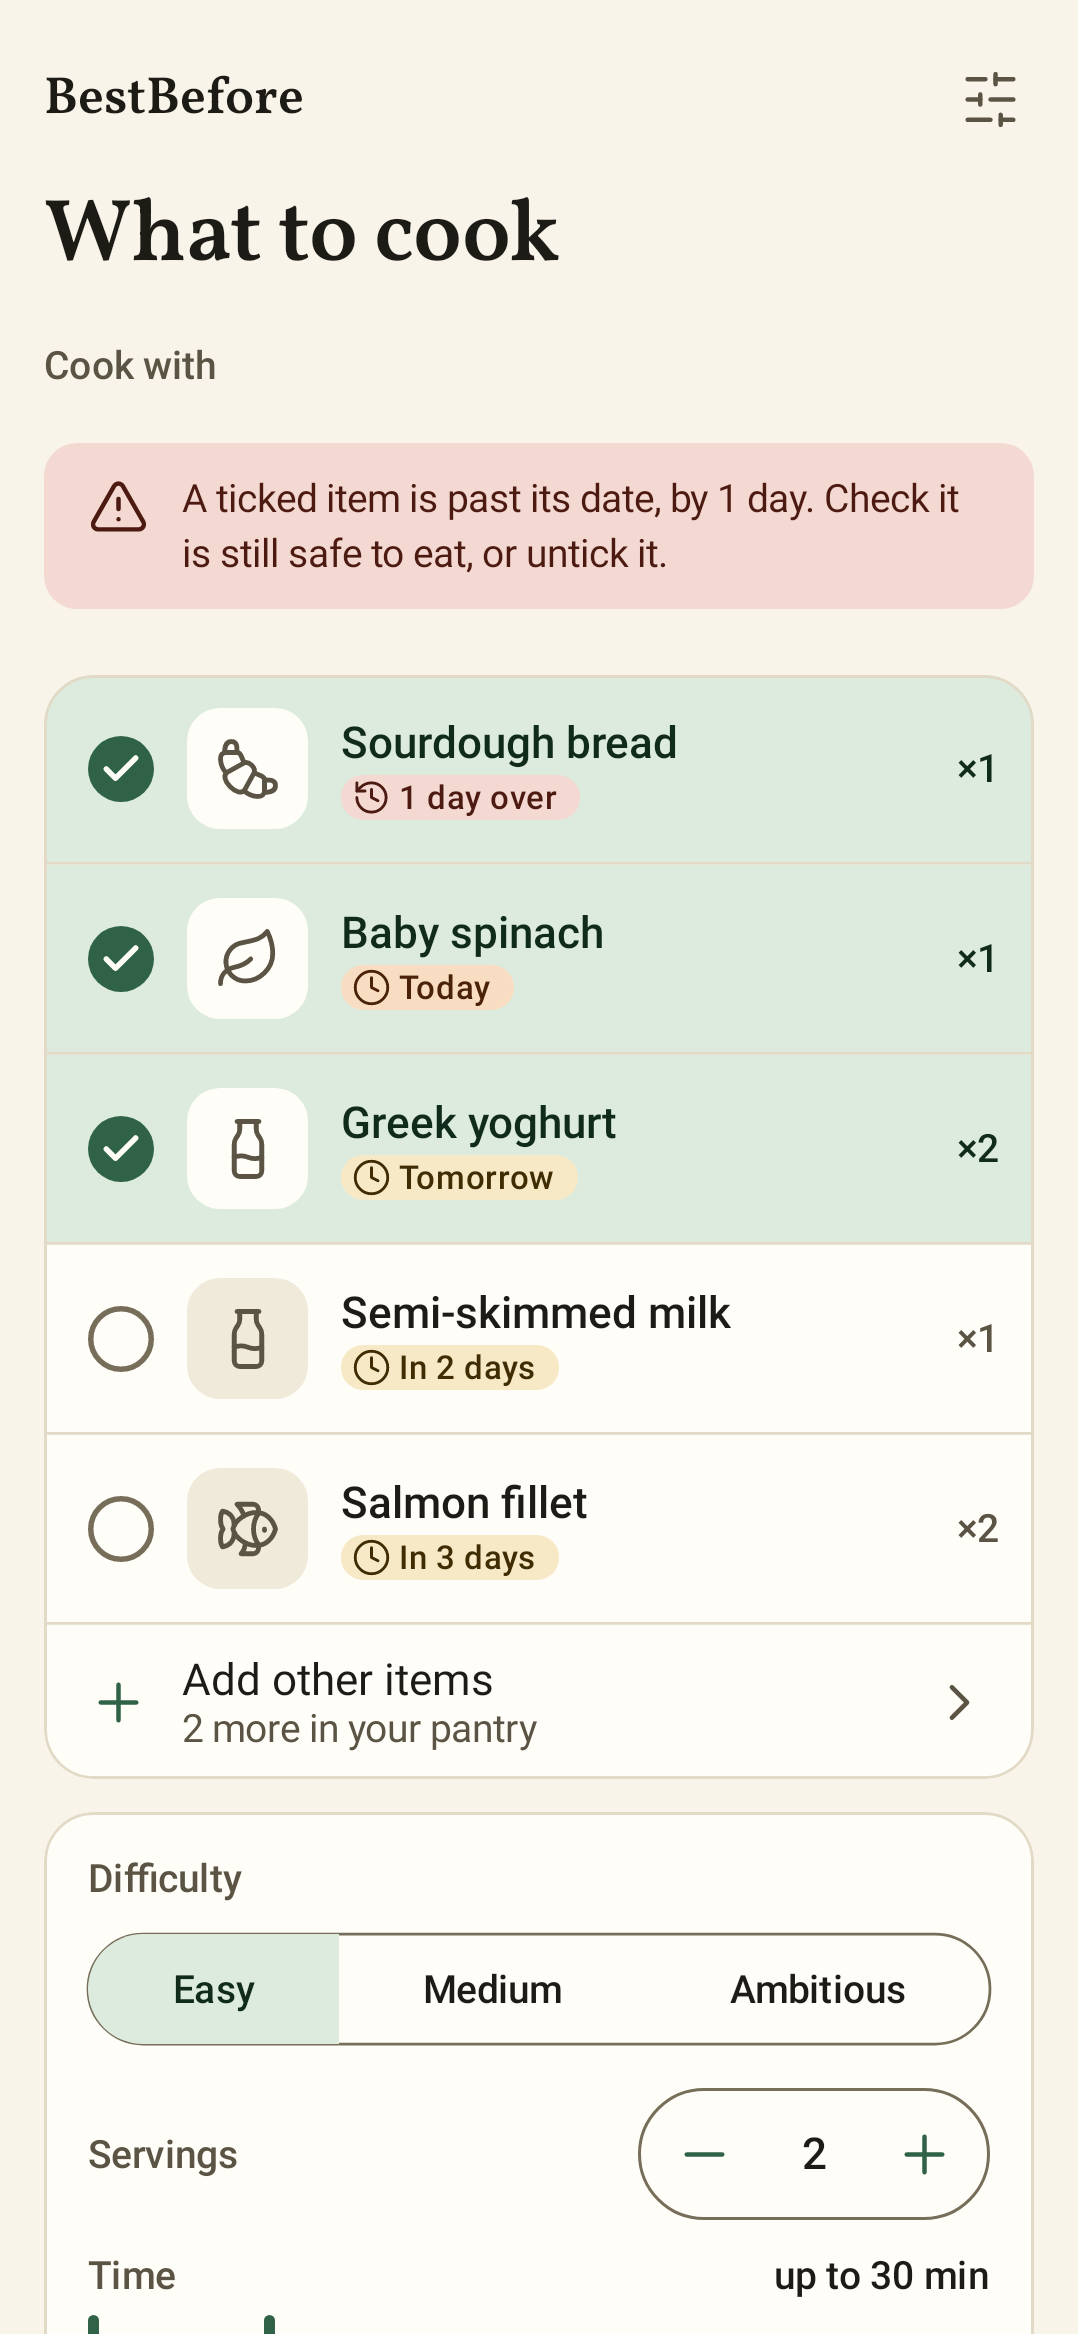 BestBefore
What to cook
Cook with
A ticked item is past its date, by 1 day. Check it
is still safe to eat, or untick it.
Sourdough bread
1 day over
×1
Baby spinach
Today
×1
Greek yoghurt
Tomorrow
×2
Semi-skimmed milk
In 2 days
×1
Salmon fillet
In 3 days
×2
Add other items
2 more in your pantry
Difficulty
Easy Medium Ambitious
Servings 2
Time up to 30 min